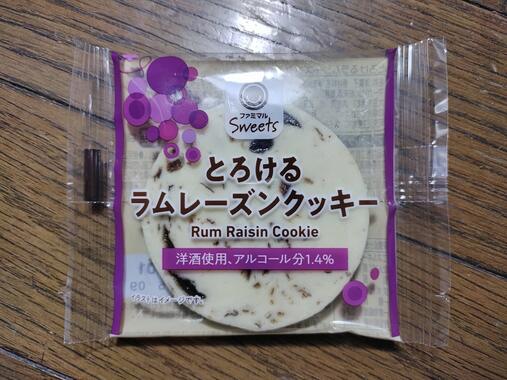 ファミマル
Sweets
とろける
ラムレーズンクッキー
Rum Raisin Cookie
洋酒使用、アルコール分1.4%
イラストはイメージです。